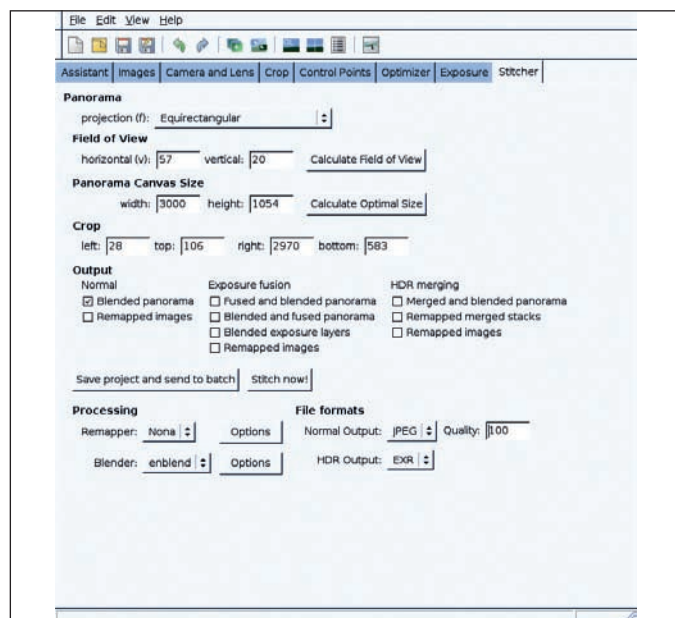 File Edit View Help
Assistant Images Camera and Lens Crop Control Points Optimizer Exposure Stitcher
Panorama
projection (f): Equirectangular
Field of View
horizontal (v): 57 vertical: 20 Calculate Field of View
Panorama Canvas Size
width: 3000 height: 1054 Calculate Optimal Size
Crop
left: 28 top: 106 right: 2970 bottom: 583
Output
Normal Exposure fusion HDR merging
Blended panorama Fused and blended panorama Merged and blended panorama
Remapped images Blended and fused panorama Remapped merged stacks
Blended exposure layers Remapped images
Remapped images
Save project and send to batch Stitch now!
Processing File formats
Remapper: Nona Options Normal Output: JPEG Quality: 100
Blender: enblend Options HDR Output: EXR